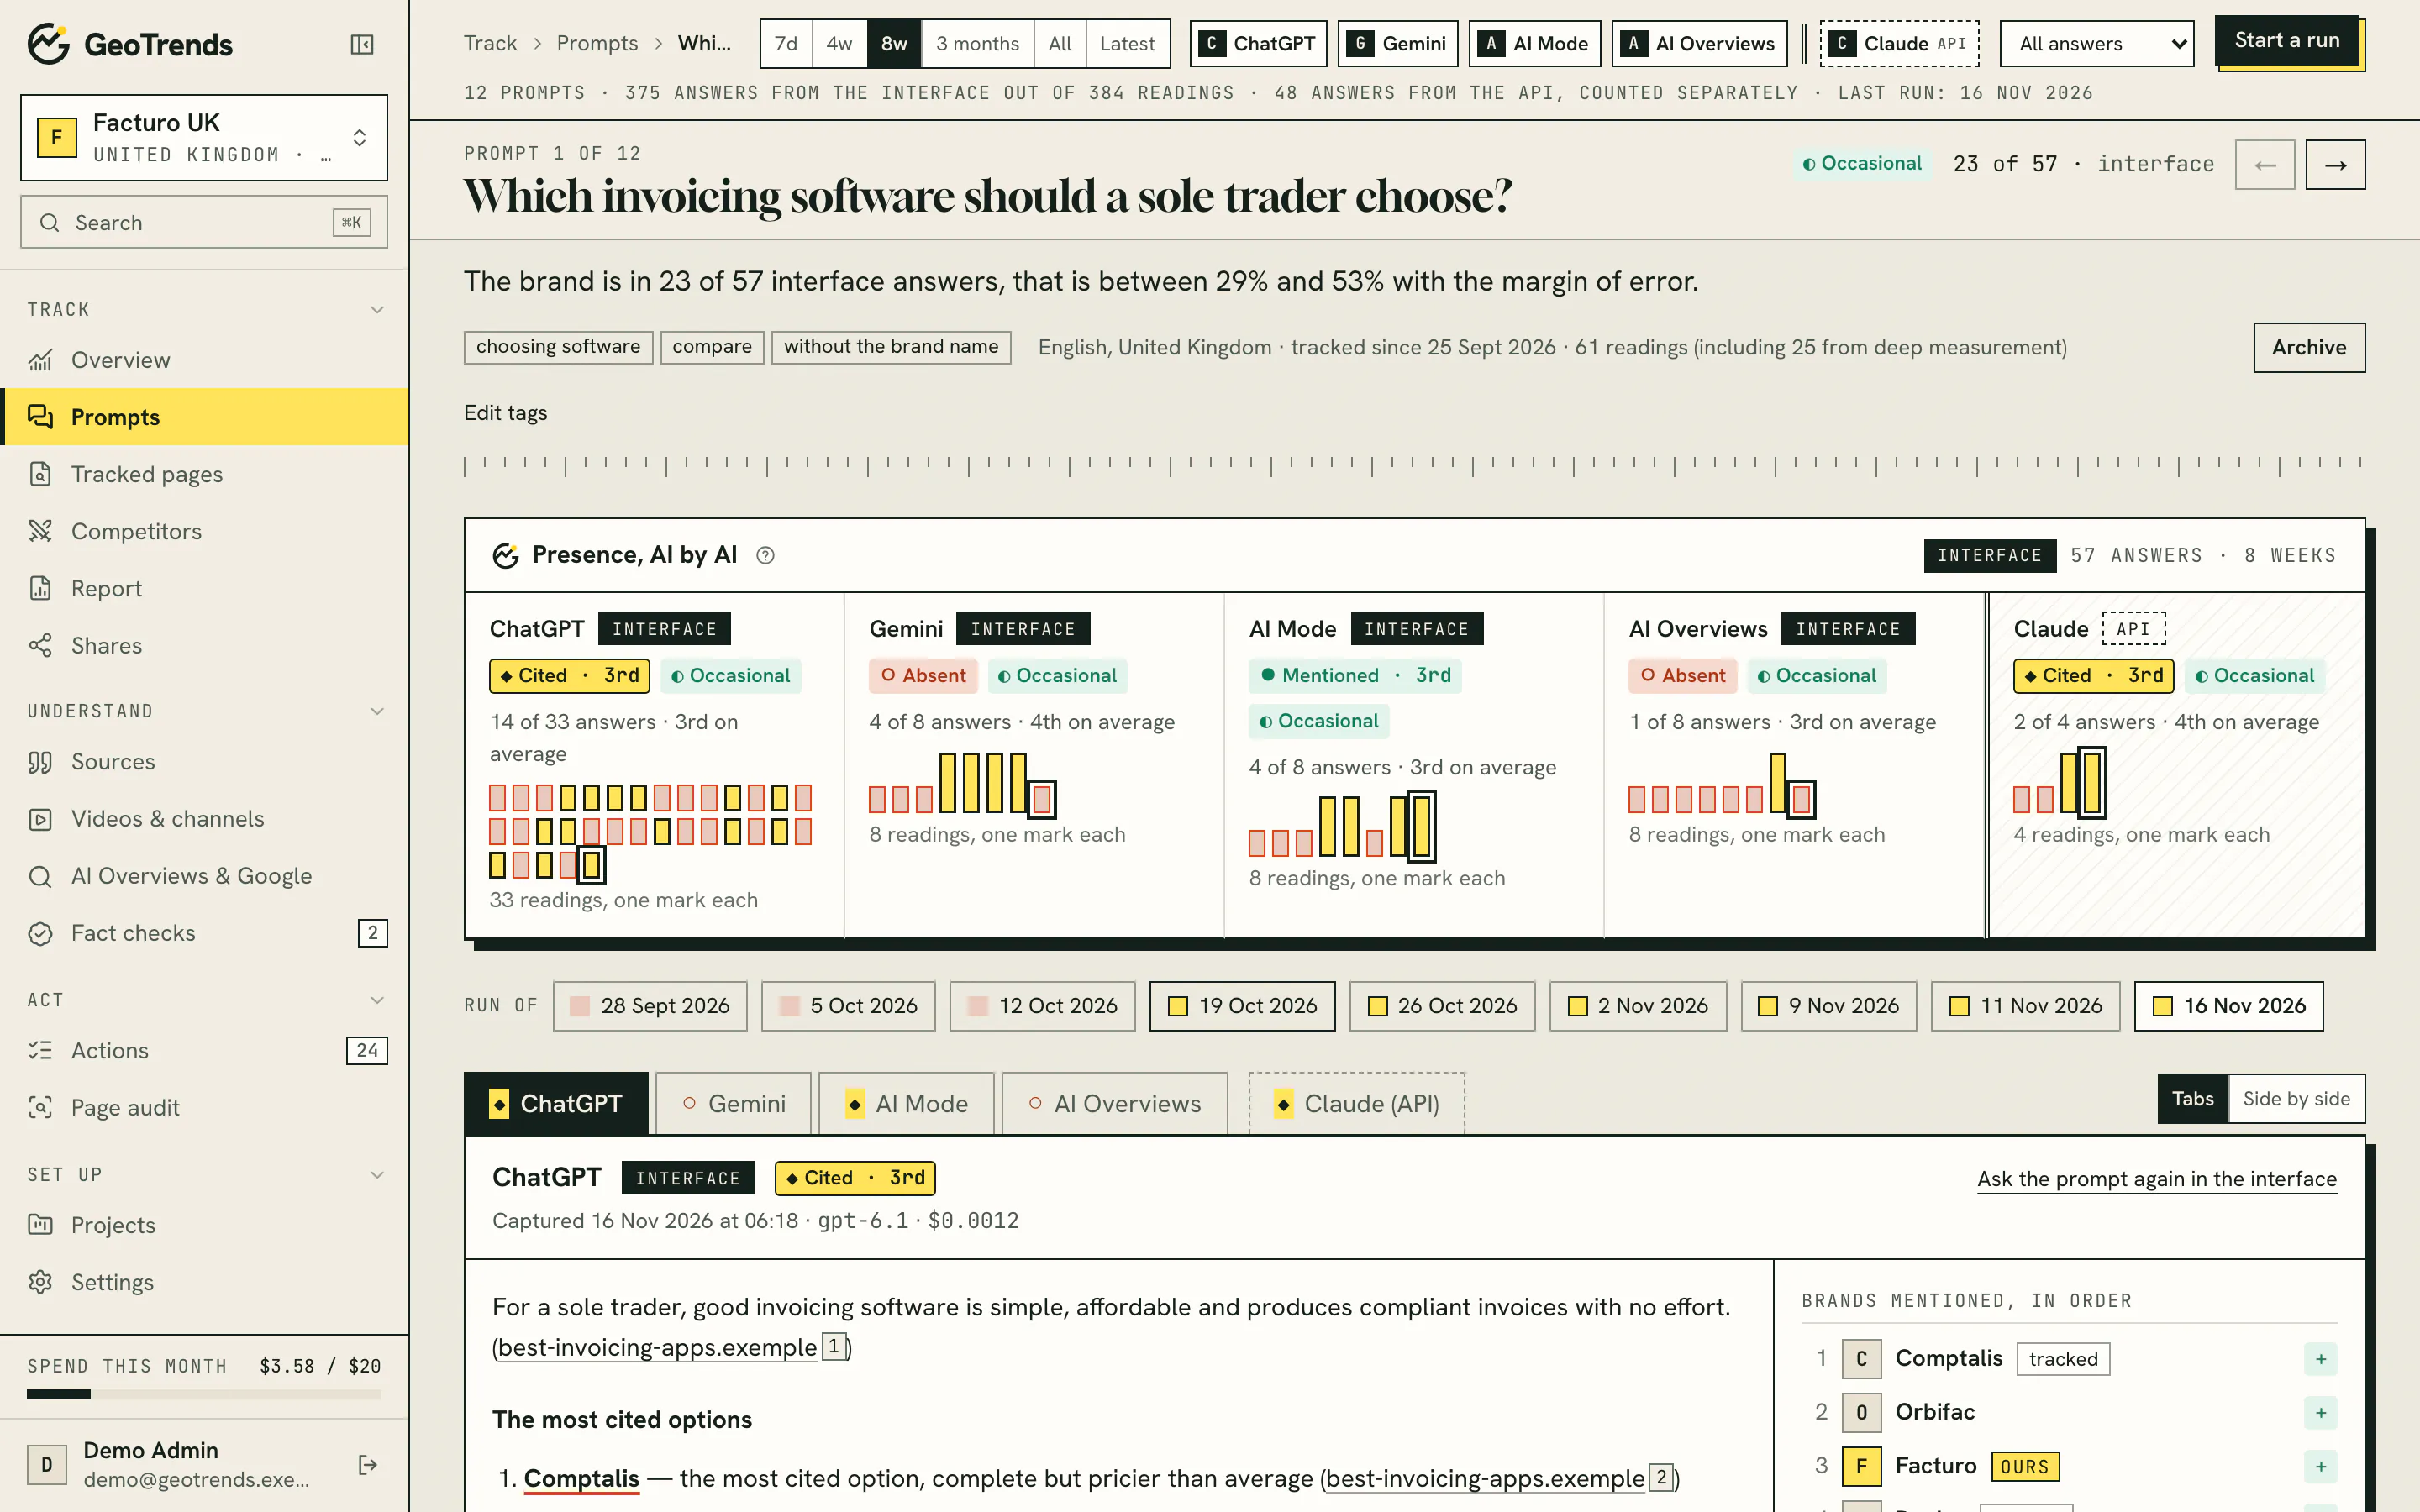 GeoTrends
F
Facturo UK
UNITED KINGDOM · …
Search ⌘K
TRACK
Overview
Prompts
Tracked pages
Competitors
Report
Shares
UNDERSTAND
Sources
Videos & channels
AI Overviews & Google
Fact checks 2
ACT
Actions 24
Page audit
SET UP
Projects
Settings
SPEND THIS MONTH $3.58 / $20
D
Demo Admin
demo@geotrends.exe...
Track > Prompts > Whi... 7d 4w 8w 3 months All Latest C ChatGPT G Gemini A AI Mode A AI Overviews C Claude API All answers Start a run
12 PROMPTS · 375 ANSWERS FROM THE INTERFACE OUT OF 384 READINGS · 48 ANSWERS FROM THE API, COUNTED SEPARATELY · LAST RUN: 16 NOV 2026
PROMPT 1 OF 12
Which invoicing software should a sole trader choose?
Occasional 23 of 57 · interface ← →
The brand is in 23 of 57 interface answers, that is between 29% and 53% with the margin of error.
choosing software compare without the brand name English, United Kingdom · tracked since 25 Sept 2026 · 61 readings (including 25 from deep measurement) Archive
Edit tags
Presence, AI by AI ? INTERFACE 57 ANSWERS · 8 WEEKS
ChatGPT INTERFACE
Cited · 3rd Occasional
14 of 33 answers · 3rd on
average
33 readings, one mark each
Gemini INTERFACE
Absent Occasional
4 of 8 answers · 4th on average
8 readings, one mark each
AI Mode INTERFACE
Mentioned · 3rd
Occasional
4 of 8 answers · 3rd on average
8 readings, one mark each
AI Overviews INTERFACE
Absent Occasional
1 of 8 answers · 3rd on average
8 readings, one mark each
Claude API
Cited · 3rd Occasional
2 of 4 answers · 4th on average
4 readings, one mark each
RUN OF 28 Sept 2026 5 Oct 2026 12 Oct 2026 19 Oct 2026 26 Oct 2026 2 Nov 2026 9 Nov 2026 11 Nov 2026 16 Nov 2026
ChatGPT Gemini AI Mode AI Overviews Claude (API) Tabs Side by side
ChatGPT INTERFACE Cited · 3rd Ask the prompt again in the interface
Captured 16 Nov 2026 at 06:18 · gpt-6.1 · $0.0012
For a sole trader, good invoicing software is simple, affordable and produces compliant invoices with no effort.
(best-invoicing-apps.exemple 1)
The most cited options
1. Comptalis — the most cited option, complete but pricier than average (best-invoicing-apps.exemple 2)
BRANDS MENTIONED, IN ORDER
1 C Comptalis tracked +
2 O Orbifac +
3 F Facturo OURS +